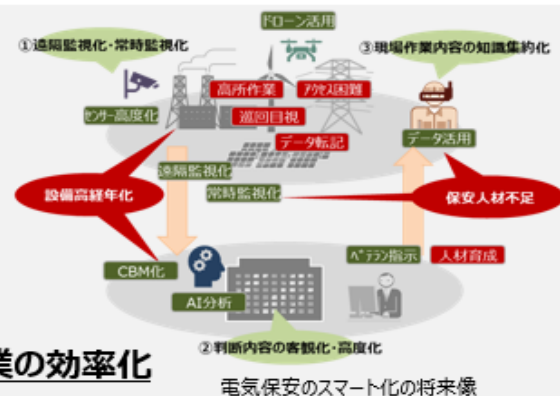 ドローン活用
①遠隔監視化・常時監視化
③現場作業内容の知識集約化
高所作業
アクセス困難
センサー高度化
巡回目視
データ転記
データ活用
遠隔監視化
常時監視化
設備高経年化
保安人材不足
CBM化
AI分析
ベテラン指示
人材育成
②判断内容の客観化・高度化
業の効率化
電気保安のスマート化の将来像